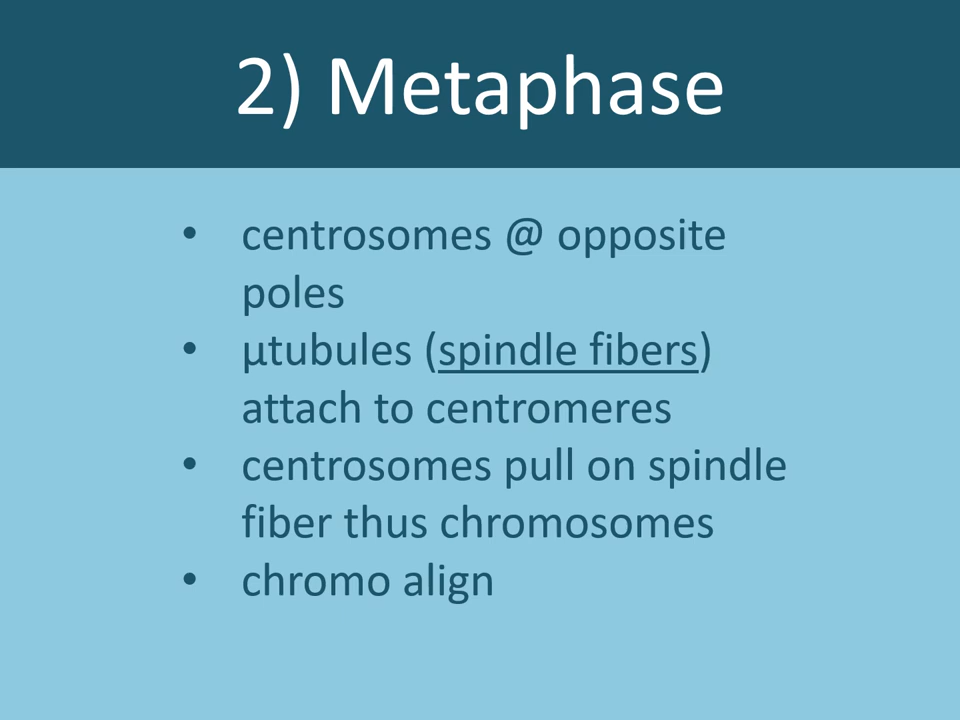 2) Metaphase
• centrosomes @ opposite
poles
• µtubules (spindle fibers)
attach to centromeres
• centrosomes pull on spindle
fiber thus chromosomes
• chromo align